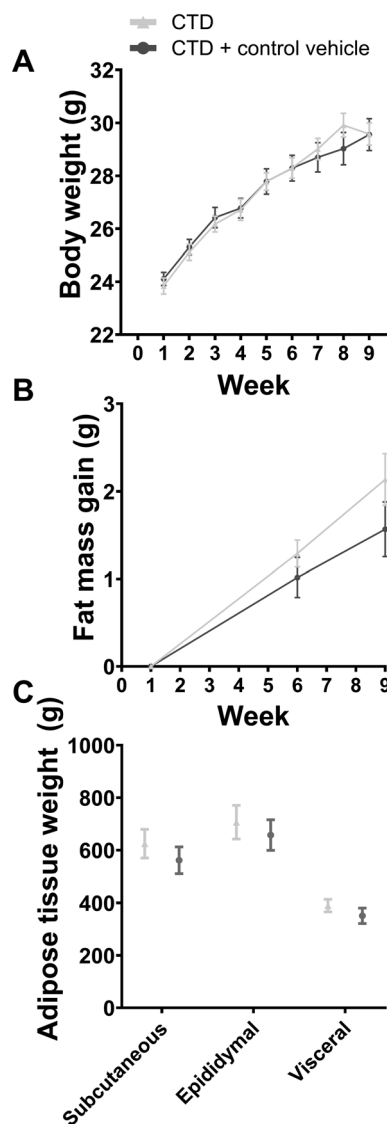 CTD
CTD + control vehicle
A
Body weight (g)
32
30
28
26
24
22
0 1 2 3 4 5 6 7 8 9
Week
B
Fat mass gain (g)
3
2
1
0
0 1 2 3 4 5 6 7 8 9
Week
C
Adipose tissue weight (g)
1000
800
600
400
200
0
Subcutaneous
Epididymal
Visceral